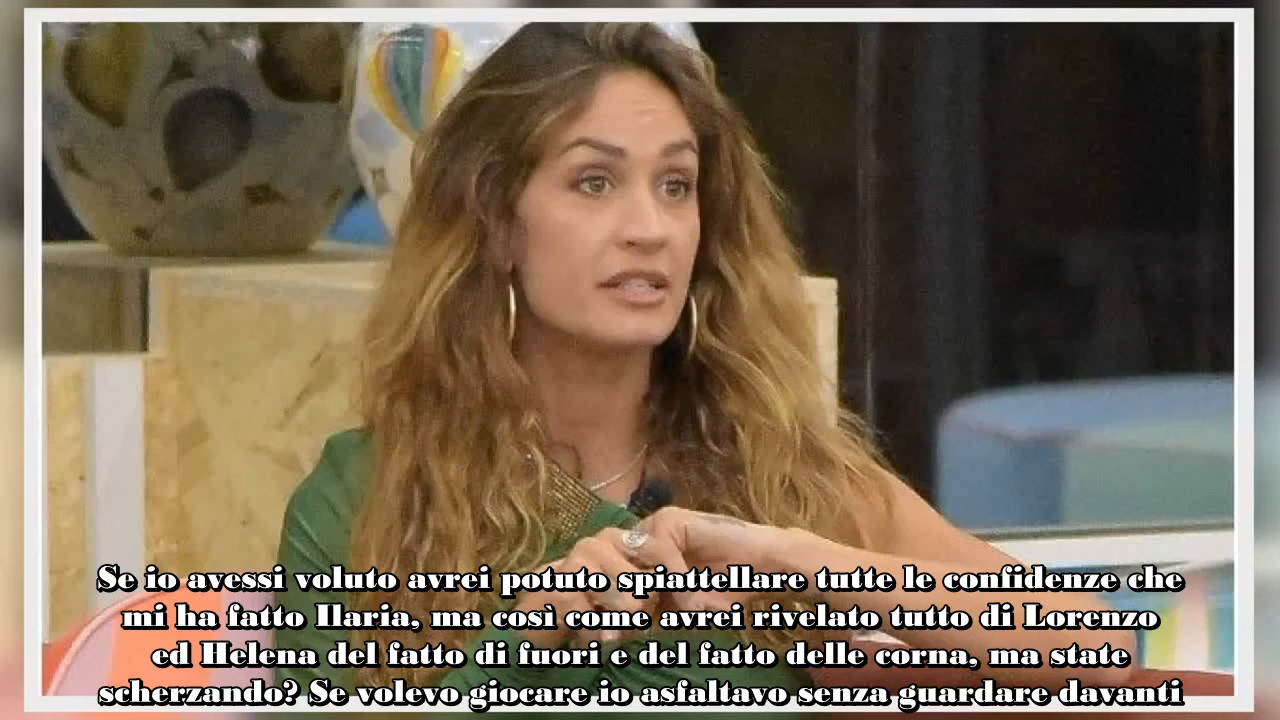 Se io avessi voluto avrei potuto spiattellare tutte le confidenze che
mi ha fatto Ilaria, ma così come avrei rivelato tutto di Lorenzo
ed Helena del fatto di fuori e del fatto delle corna, ma state
scherzando? Se volevo giocare io asfaltavo senza guardare davanti